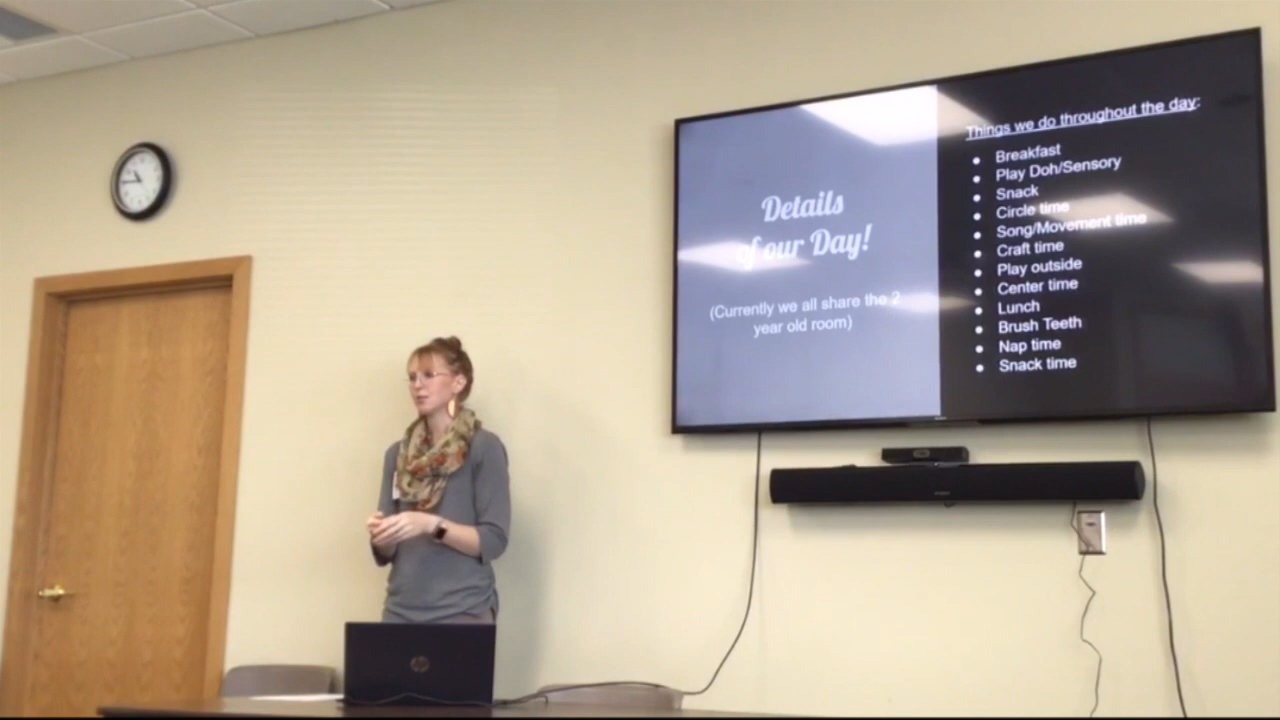 Details
of our Day!
(Currently we all share the 2
year old room)
Things we do throughout the day:
Breakfast
Play Doh/Sensory
Snack
Circle time
Song/Movement time
Craft time
Play outside
Center time
Lunch
Brush Teeth
Nap time
Snack time
hp